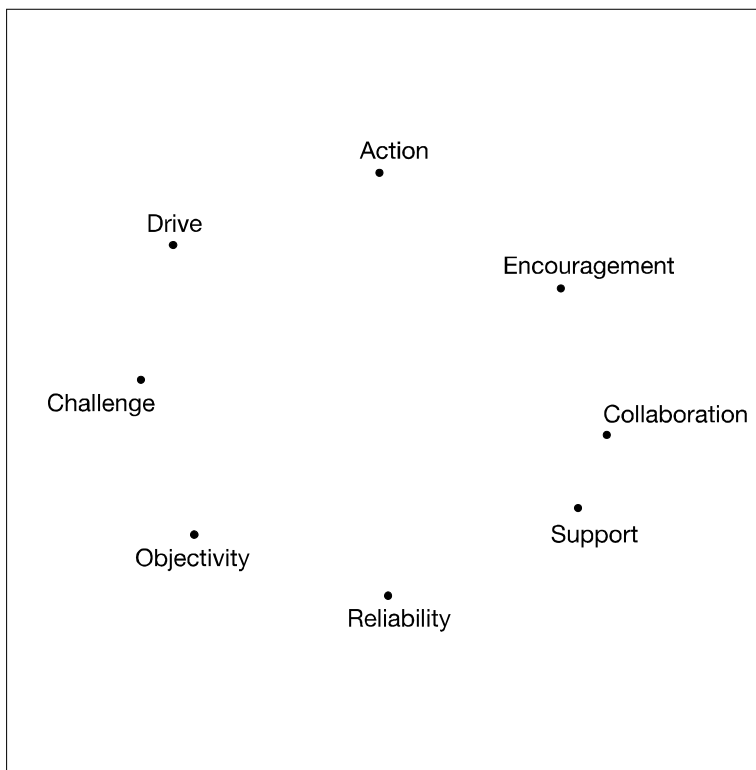 Action
Drive
Encouragement
Challenge
Collaboration
Support
Objectivity
Reliability